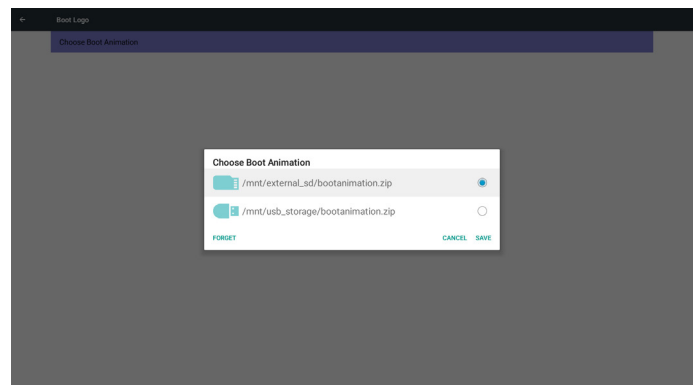 Boot Logo
Choose Boot Animation
Choose Boot Animation
/mnt/external_sd/bootanimation.zip
/mnt/usb_storage/bootanimation.zip
FORGET CANCEL SAVE